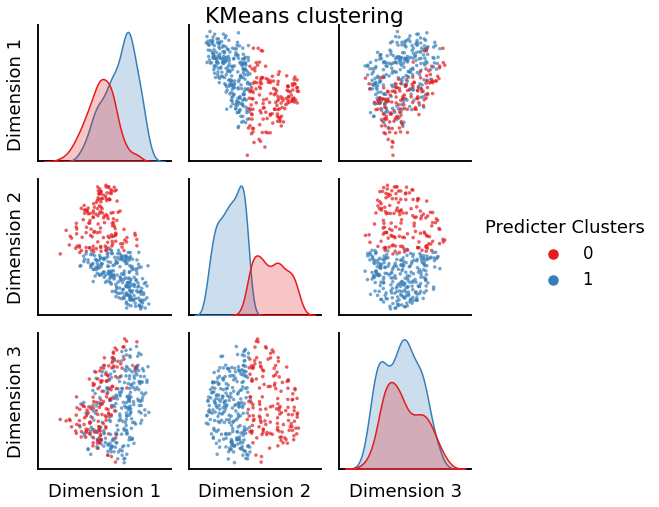 KMeans clustering
Dimension 1
Dimension 2
Dimension 3
Predicter Clusters
0
1
Dimension 1
Dimension 2
Dimension 3